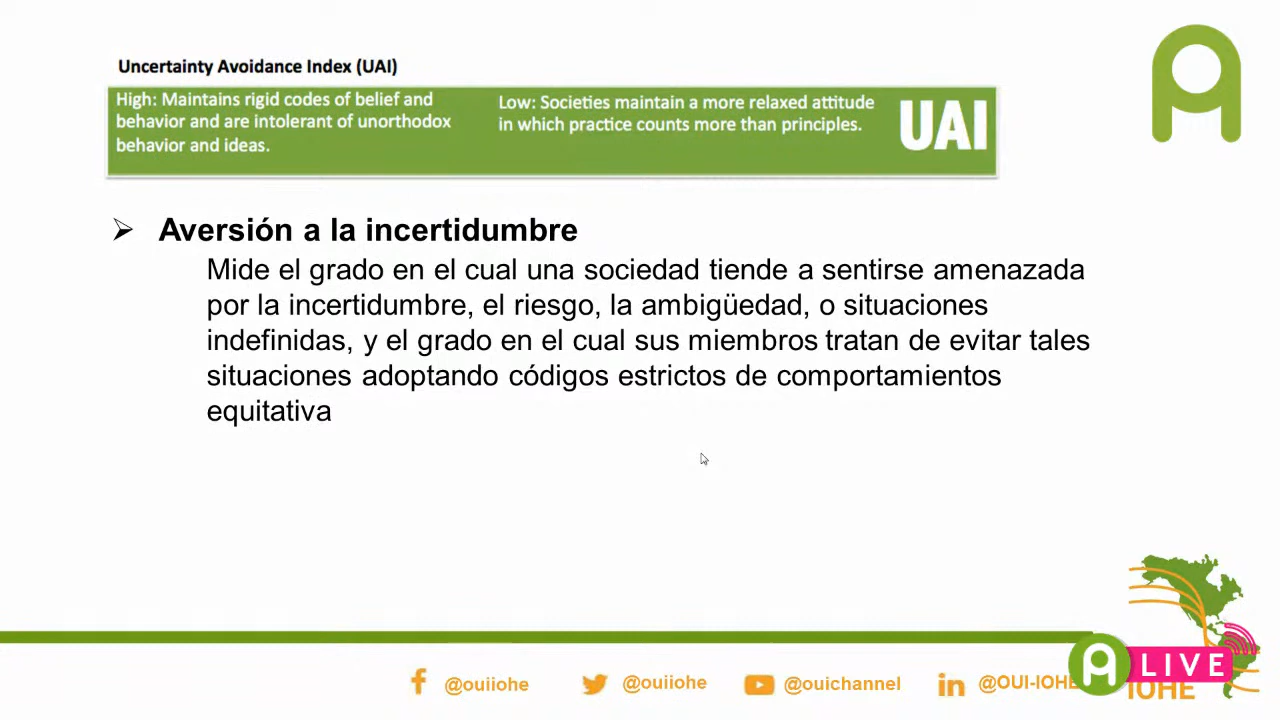 Uncertainty Avoidance Index (UAI)
High: Maintains rigid codes of belief and
behavior and are intolerant of unorthodox
behavior and ideas.
Low: Societies maintain a more relaxed attitude
in which practice counts more than principles.
UAI
Aversión a la incertidumbre
Mide el grado en el cual una sociedad tiende a sentirse amenazada
por la incertidumbre, el riesgo, la ambigüedad, o situaciones
indefinidas, y el grado en el cual sus miembros tratan de evitar tales
situaciones adoptando códigos estrictos de comportamientos
equitativa
@ouiiohe
@ouiiohe
@ouichannel
@OUI-IOHE
LIVE
IOHE